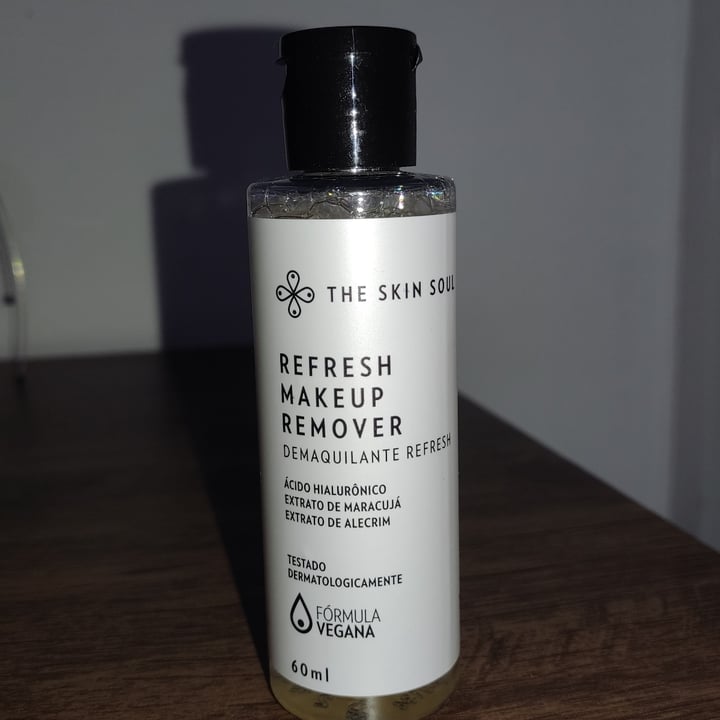 THE SKIN SOUL
REFRESH
MAKEUP
REMOVER
DEMAQUILANTE REFRESH
ÁCIDO HIALURÔNICO
EXTRATO DE MARACUJÁ
EXTRATO DE ALECRIM
TESTADO
DERMATOLOGICAMENTE
FÓRMULA
VEGANA
60ml